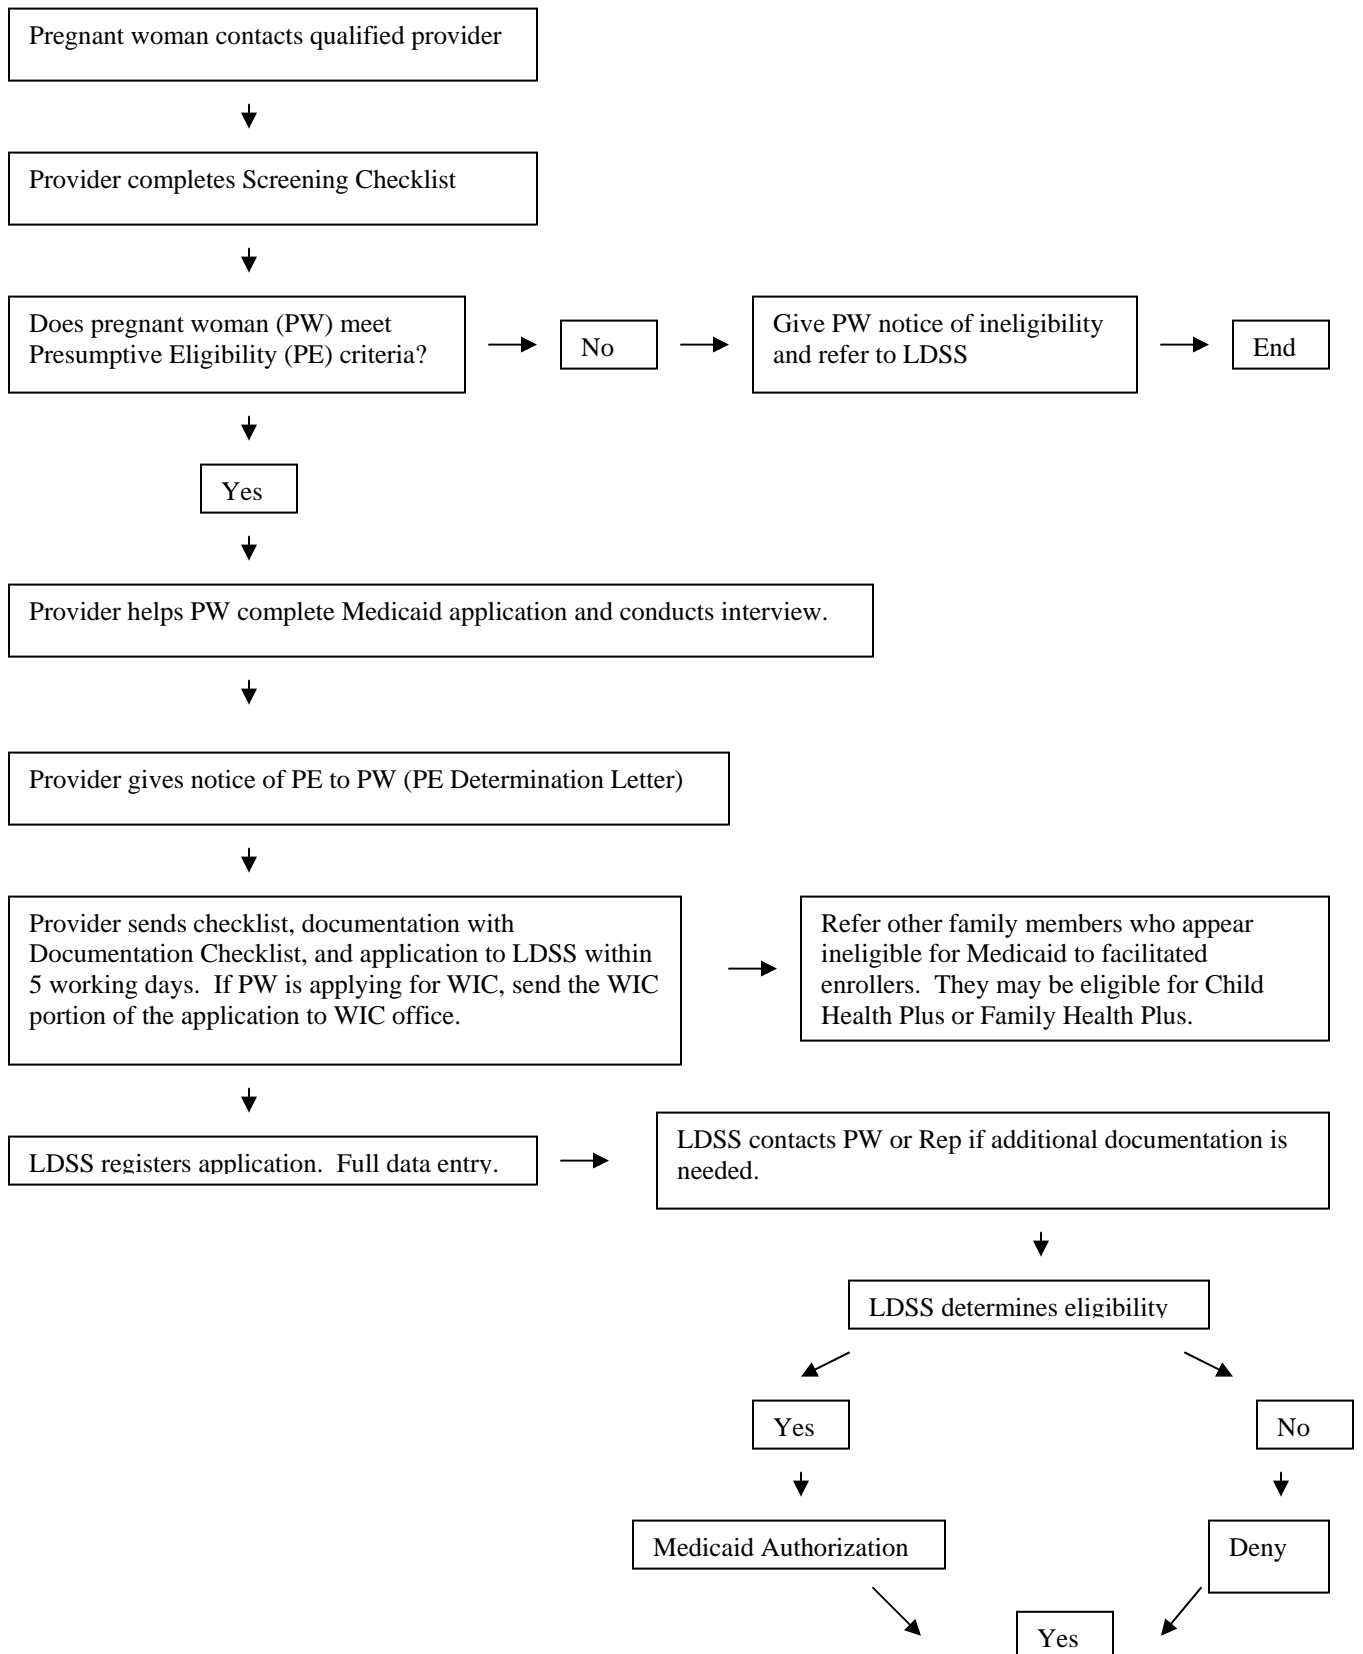 Pregnant woman contacts qualified provider
Provider completes Screening Checklist
Does pregnant woman (PW) meet
Presumptive Eligibility (PE) criteria?
No
Give PW notice of ineligibility
and refer to LDSS
End
Yes
Provider helps PW complete Medicaid application and conducts interview.
Provider gives notice of PE to PW (PE Determination Letter)
Provider sends checklist, documentation with
Documentation Checklist, and application to LDSS within
5 working days.  If PW is applying for WIC, send the WIC
portion of the application to WIC office.
Refer other family members who appear
ineligible for Medicaid to facilitated
enrollers.  They may be eligible for Child
Health Plus or Family Health Plus.
LDSS registers application.  Full data entry.
LDSS contacts PW or Rep if additional documentation is
needed.
LDSS determines eligibility
Yes
No
Medicaid Authorization
Deny
Yes